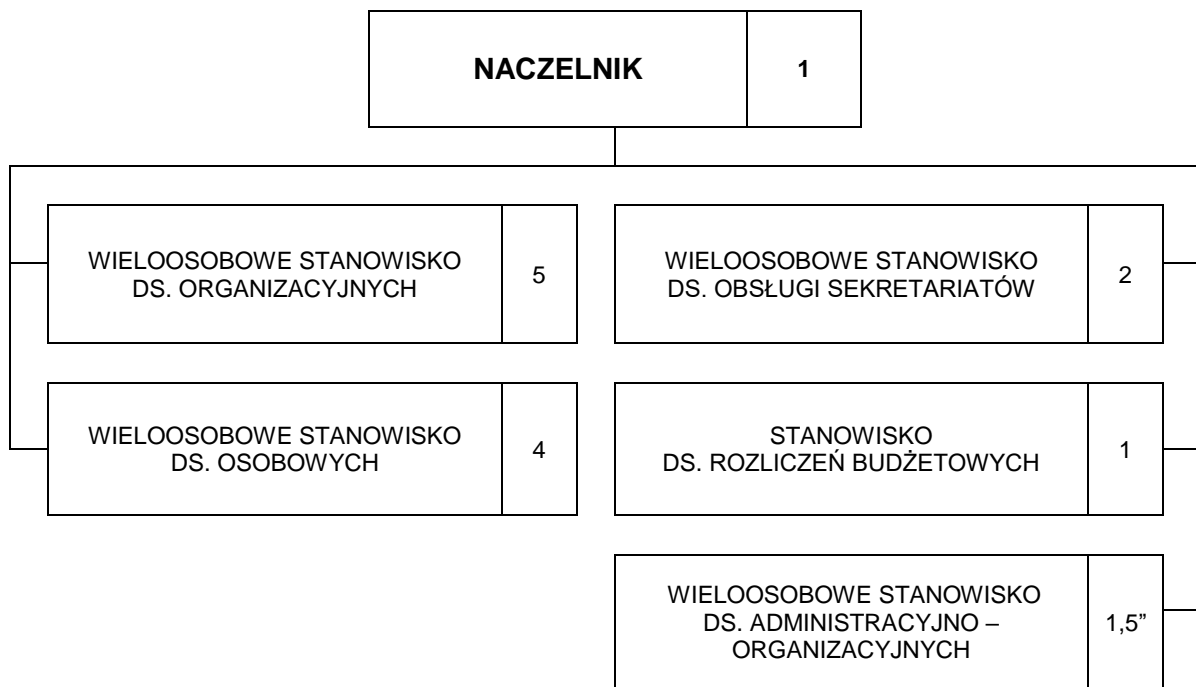 NACZELNIK
1
WIELOOSOBOWE STANOWISKO
DS. ORGANIZACYJNYCH
5
WIELOOSOBOWE STANOWISKO
DS. OBSŁUGI SEKRETARIATÓW
2
WIELOOSOBOWE STANOWISKO
DS. OSOBOWYCH
4
STANOWISKO
DS. ROZLICZEŃ BUDŻETOWYCH
1
WIELOOSOBOWE STANOWISKO
DS. ADMINISTRACYJNO –
ORGANIZACYJNYCH
1,5”